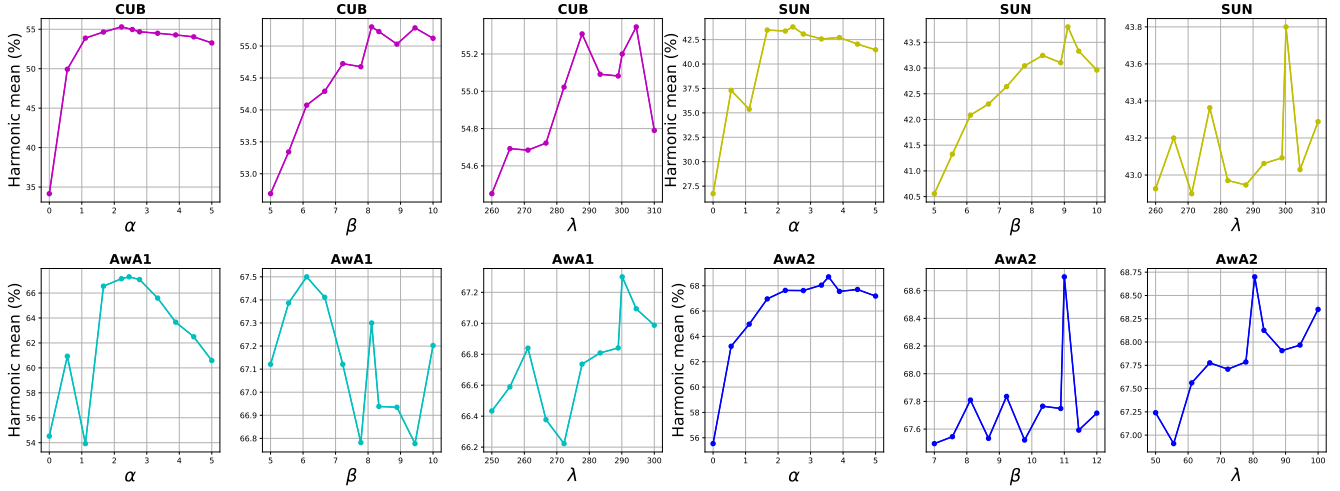 CUB CUB CUB SUN SUN SUN
Harmonic mean (%)
55
50
45
40
35
0 1 2 3 4 5
α
55.0
54.5
54.0
53.5
53.0
5 6 7 8 9 10
β
55.2
55.0
54.8
54.6
260 270 280 290 300 310
λ
Harmonic mean (%)
42.5
40.0
37.5
35.0
32.5
30.0
27.5
0 1 2 3 4 5
α
43.5
43.0
42.5
42.0
41.5
41.0
40.5
5 6 7 8 9 10
β
43.8
43.6
43.4
43.2
43.0
260 270 280 290 300 310
λ
AwA1 AwA1 AwA1 AwA2 AwA2 AwA2
Harmonic mean (%)
66
64
62
60
58
56
54
0 1 2 3 4 5
α
67.5
67.4
67.3
67.2
67.1
67.0
66.9
66.8
5 6 7 8 9 10
β
67.2
67.0
66.8
66.6
66.4
66.2
250 260 270 280 290 300
λ
Harmonic mean (%)
68
66
64
62
60
58
56
0 1 2 3 4 5
α
68.6
68.4
68.2
68.0
67.8
67.6
7 8 9 10 11 12
β
68.75
68.50
68.25
68.00
67.75
67.50
67.25
67.00
50 60 70 80 90 100
λ